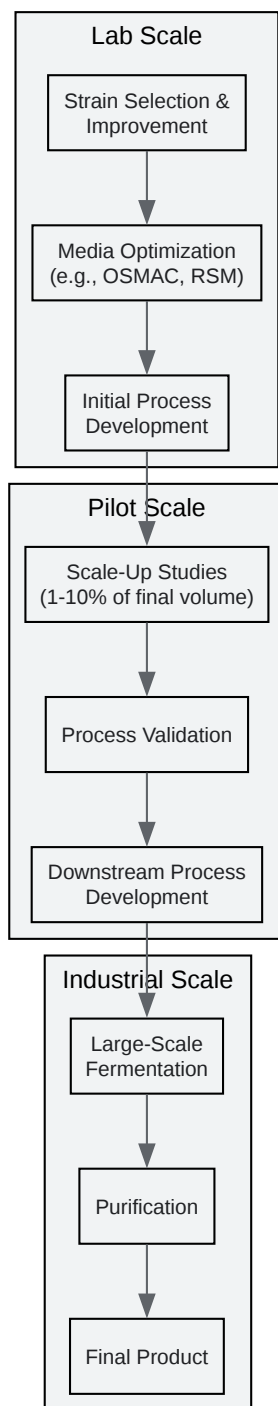 Lab Scale
Strain Selection &
Improvement
Media Optimization
(e.g., OSMAC, RSM)
Initial Process
Development
Pilot Scale
Scale-Up Studies
(1-10% of final volume)
Process Validation
Downstream Process
Development
Industrial Scale
Large-Scale
Fermentation
Purification
Final Product